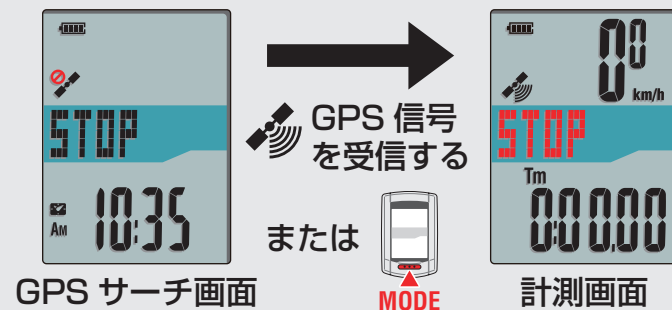 STOP
AM 10:35
GPS サーチ画面
GPS 信号
を受信する
または
MODE
0.0
km/h
STOP
Tm
0:00.00
計測画面